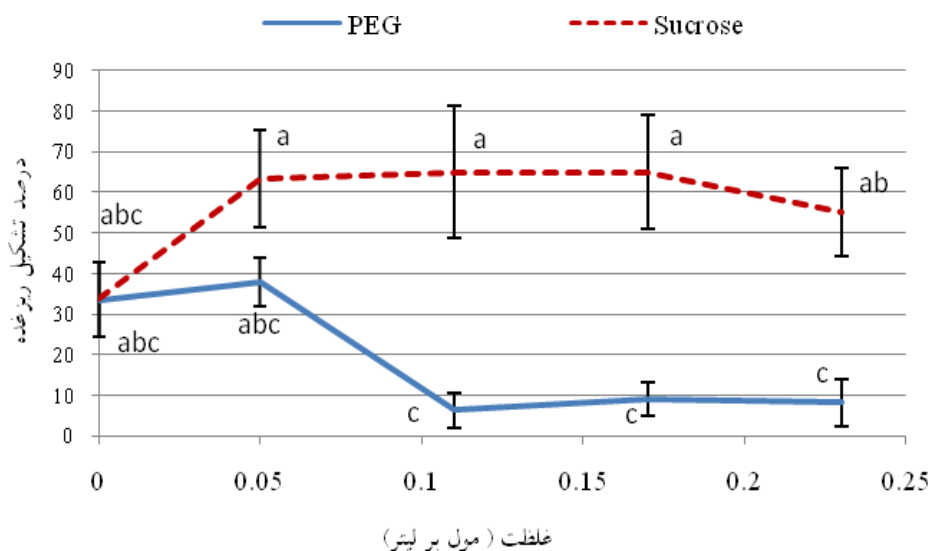 PEG Sucrose
درصد تشکیل ریزغده
90
80
70
60
50
40
30
20
10
0
abc
a
a
a
ab
abc
abc
c
c
c
0 0.05 0.1 0.15 0.2 0.25
غلظت ( مول بر لیتر)